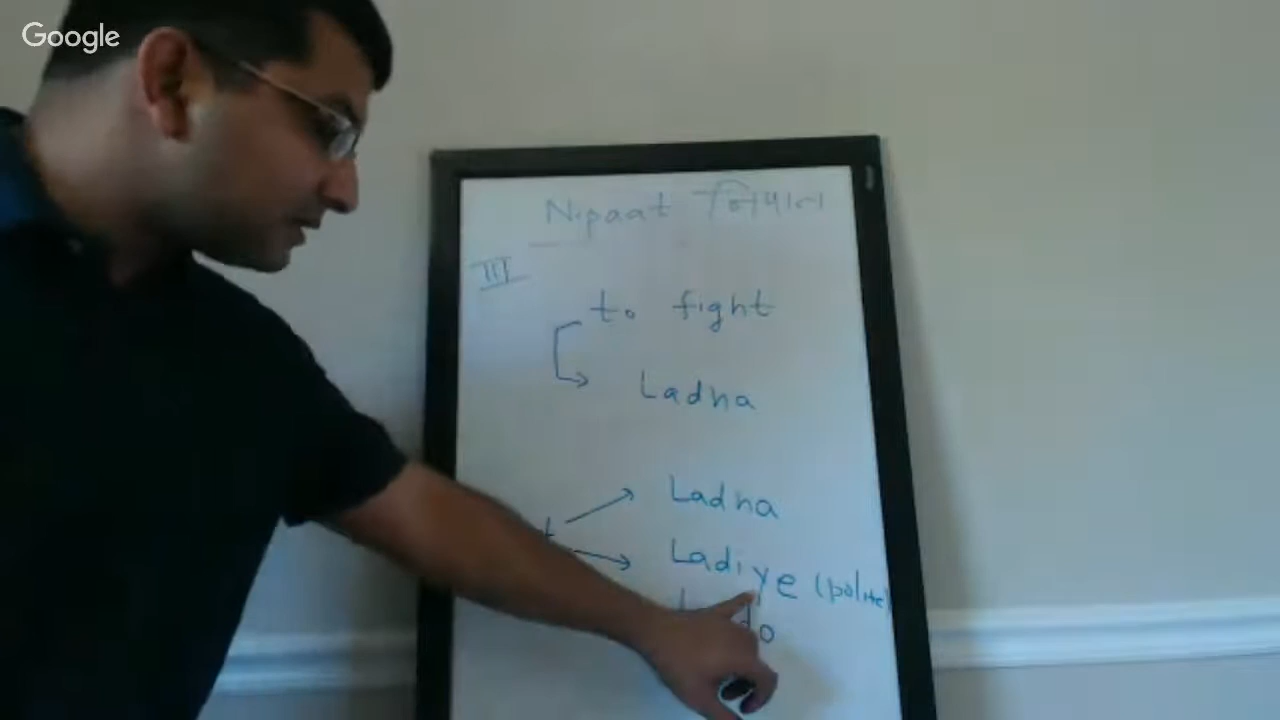 Google
Nipaat निपात
III
to fight
Ladna
Ladna
Ladiye (polite)